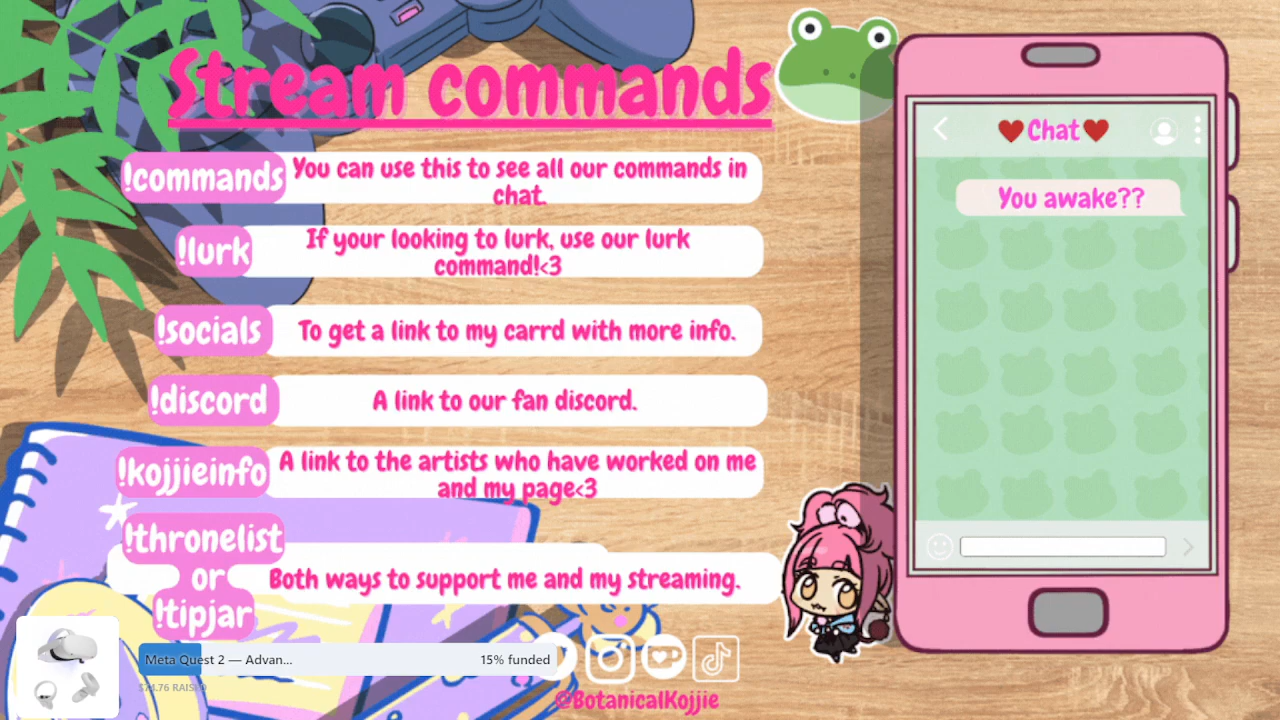 Stream commands
!commands
You can use this to see all our commands in
chat.
!lurk
If your looking to lurk, use our lurk
command!<3
!socials
To get a link to my carrd with more info.
!discord
A link to our fan discord.
!kojjieinfo
A link to the artists who have worked on me
and my page<3
!thronelist
or
!tipjar
Both ways to support me and my streaming.
Meta Quest 2 — Advan...
15% funded
RAISED
@BotanicalKojjie
❤Chat❤
You awake??